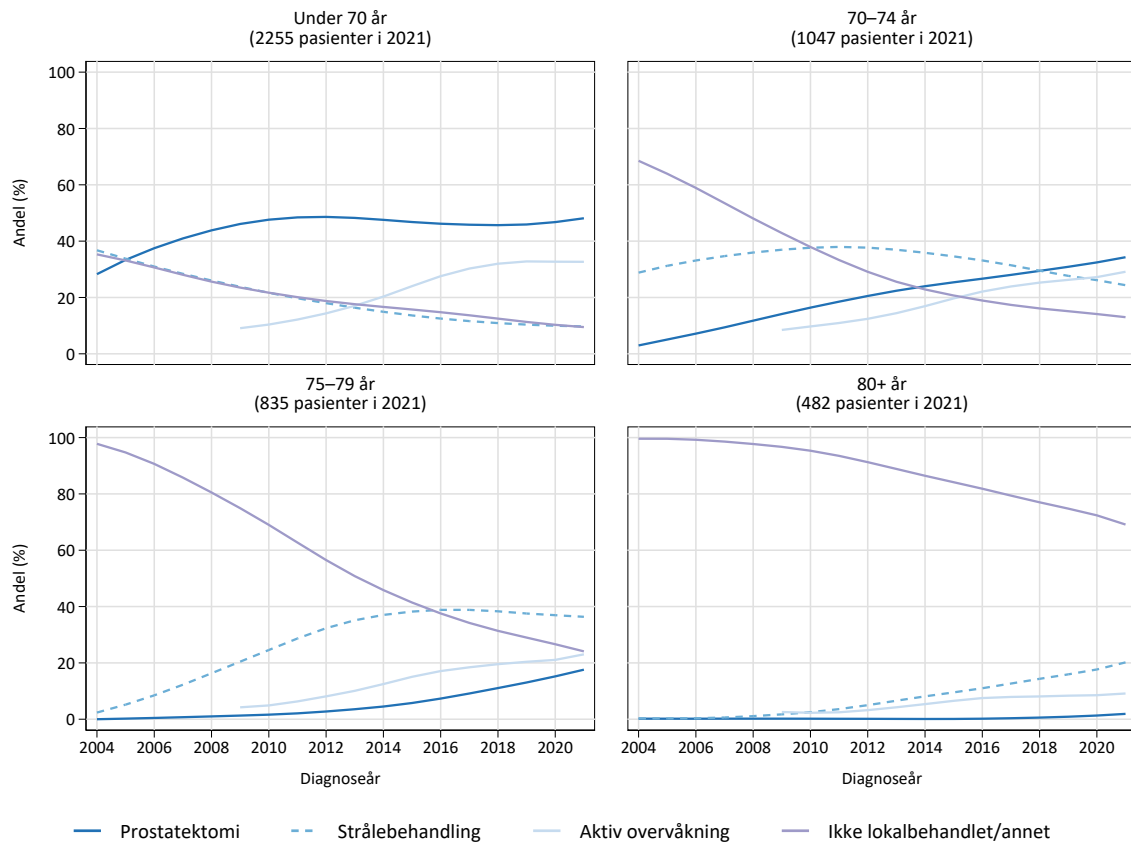 Under 70 år
(2255 pasienter i 2021)
70–74 år
(1047 pasienter i 2021)
Andel (%)
100
80
60
40
20
0
75–79 år
(835 pasienter i 2021)
80+ år
(482 pasienter i 2021)
Andel (%)
100
80
60
40
20
0
2004 2006 2008 2010 2012 2014 2016 2018 2020
2004 2006 2008 2010 2012 2014 2016 2018 2020
Diagnoseår
Diagnoseår
Prostatektomi Strålebehandling Aktiv overvåkning Ikke lokalbehandlet/annet